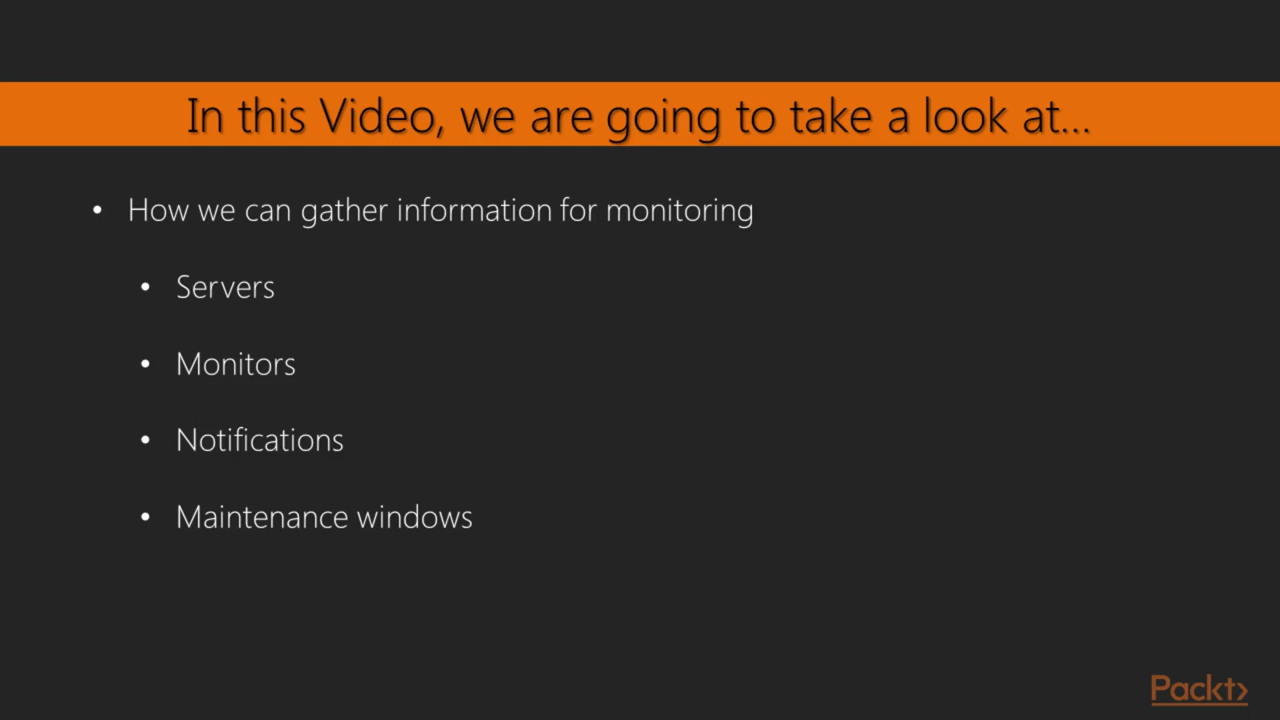 In this Video, we are going to take a look at...
• How we can gather information for monitoring
• Servers
• Monitors
• Notifications
• Maintenance windows
Packt>